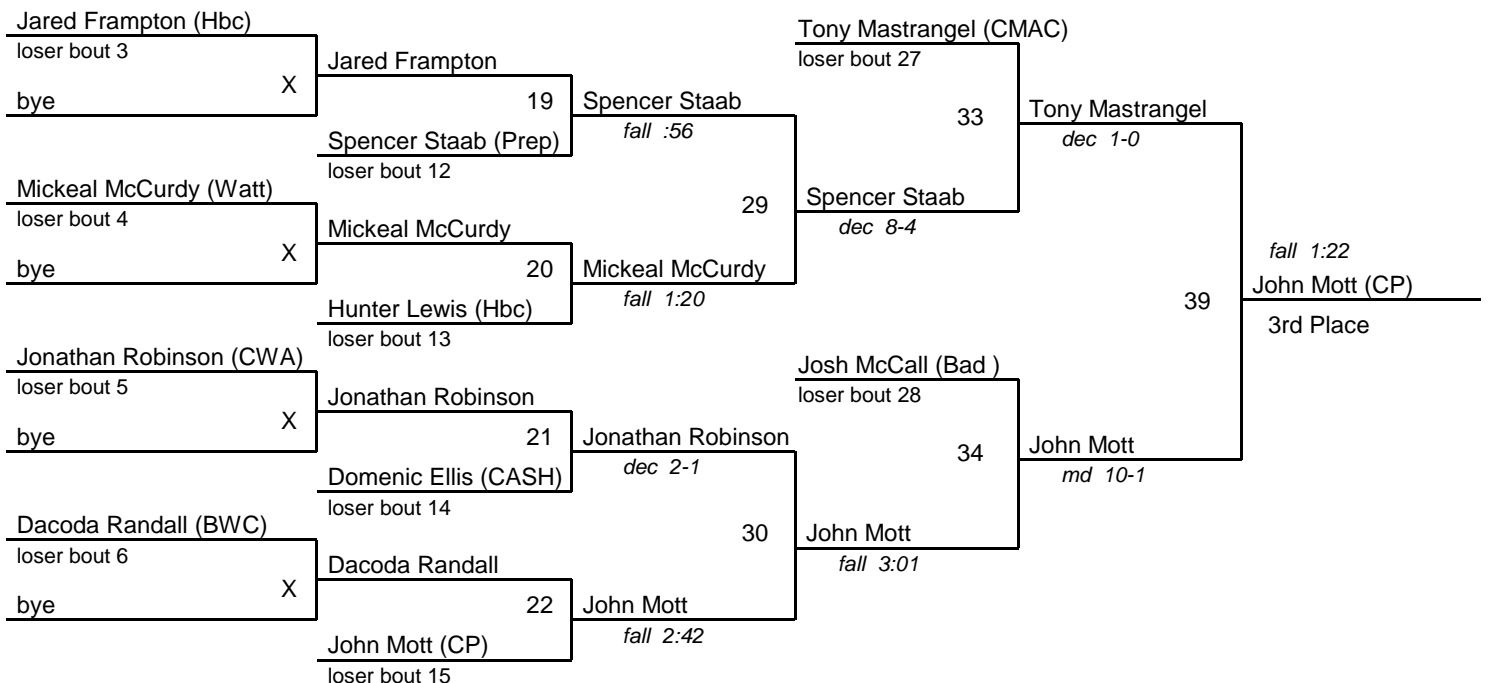 Jared Frampton (Hbc)
loser bout 3
X
bye
Jared Frampton
19
Spencer Staab (Prep)
loser bout 12
Spencer Staab
fall :56
Mickeal McCurdy (Watt)
loser bout 4
X
bye
Mickeal McCurdy
20
Hunter Lewis (Hbc)
loser bout 13
Mickeal McCurdy
fall 1:20
29
Jonathan Robinson (CWA)
loser bout 5
X
bye
Jonathan Robinson
21
Domenic Ellis (CASH)
loser bout 14
Jonathan Robinson
dec 2-1
Dacoda Randall (BWC)
loser bout 6
X
bye
Dacoda Randall
22
John Mott (CP)
loser bout 15
John Mott
fall 2:42
30
Tony Mastrangel (CMAC)
loser bout 27
33
Spencer Staab
dec 8-4
Tony Mastrangel
dec 1-0
Josh McCall (Bad )
loser bout 28
34
John Mott
fall 3:01
John Mott
md 10-1
39
fall 1:22
John Mott (CP)
3rd Place